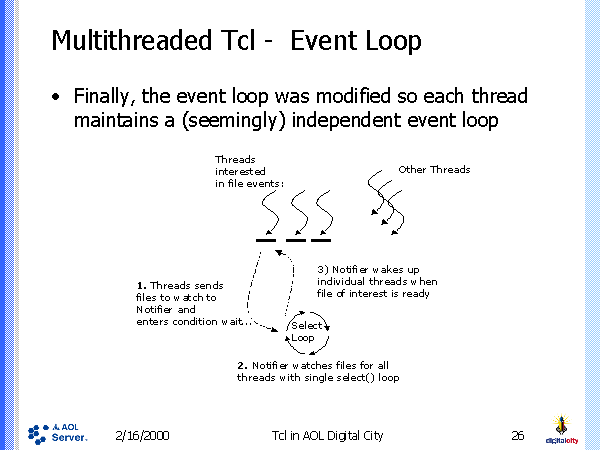 Multithreaded Tcl - Event Loop
• Finally, the event loop was modified so each thread
maintains a (seemingly) independent event loop
Threads
interested
in file events:
Other Threads
1. Threads sends
files to watch to
Notifier and
enters condition wait...
3) Notifier wakes up
individual threads when
file of interest is ready
Select
Loop
2. Notifier watches files for all
threads with single select() loop
AOL
Server.
2/16/2000
Tcl in AOL Digital City
26
digitalcity